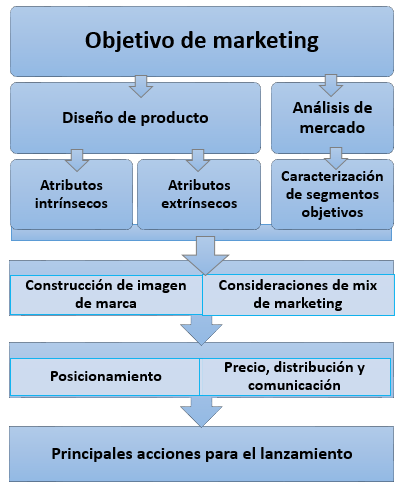 Objetivo de marketing
Diseño de producto
Análisis de
mercado
Atributos
intrínsecos
Atributos
extrínsecos
Caracterización
de segmentos
objetivos
Construcción de imagen
de marca
Consideraciones de mix
de marketing
Posicionamiento
Precio, distribución y
comunicación
Principales acciones para el lanzamiento